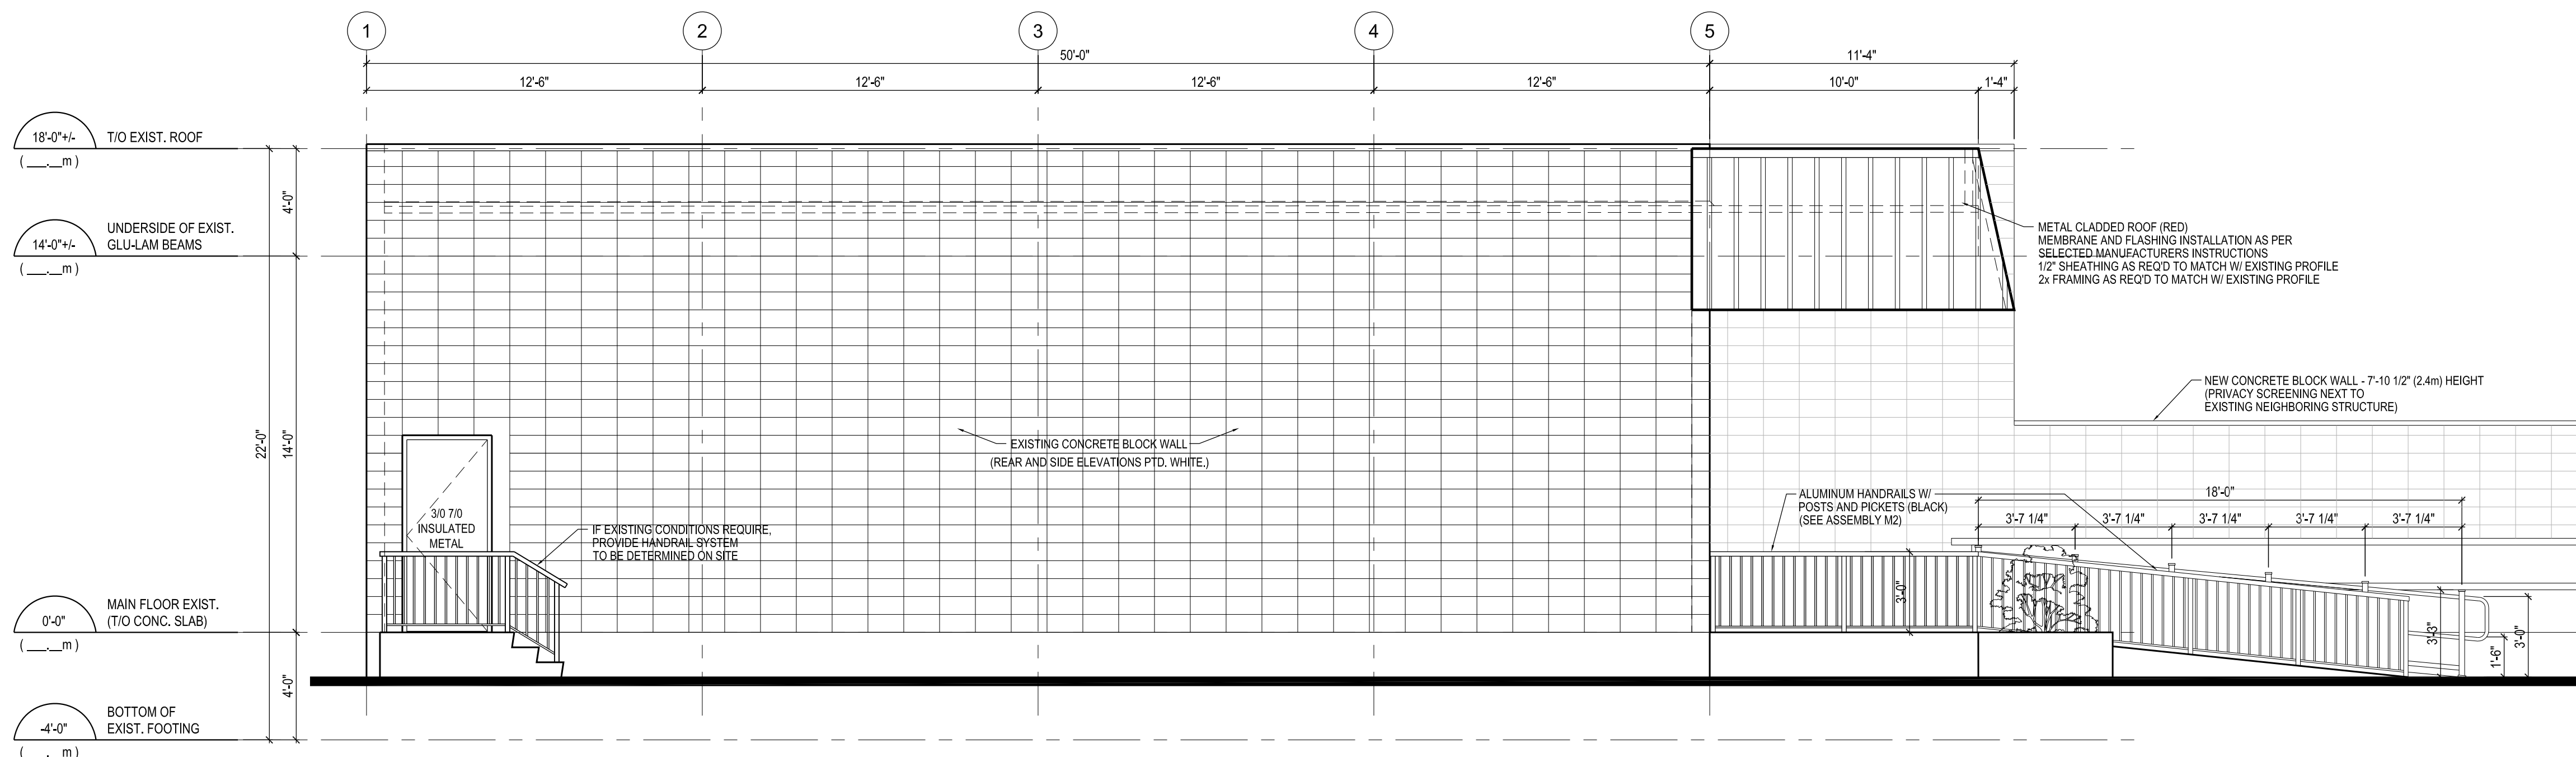 1
2
3
4
5
50'-0"
11'-4"
12'-6"
12'-6"
12'-6"
12'-6"
10'-0"
1'-4"
18'-0"+/-
T/O EXIST. ROOF
( ___.__m )
4'-0"
14'-0"+/-
UNDERSIDE OF EXIST.
GLU-LAM BEAMS
( ___.__m )
METAL CLADDED ROOF (RED)
MEMBRANE AND FLASHING INSTALLATION AS PER
SELECTED MANUFACTURERS INSTRUCTIONS
1/2" SHEATHING AS REQ'D TO MATCH W/ EXISTING PROFILE
2x FRAMING AS REQ'D TO MATCH W/ EXISTING PROFILE
NEW CONCRETE BLOCK WALL - 7'-10 1/2" (2.4m) HEIGHT
(PRIVACY SCREENING NEXT TO
EXISTING NEIGHBORING STRUCTURE)
22'-0"
14'-0"
EXISTING CONCRETE BLOCK WALL
(REAR AND SIDE ELEVATIONS PTD. WHITE.)
3/0 7/0
INSULATED
METAL
IF EXISTING CONDITIONS REQUIRE,
PROVIDE HANDRAIL SYSTEM
TO BE DETERMINED ON SITE
ALUMINUM HANDRAILS W/
POSTS AND PICKETS (BLACK)
(SEE ASSEMBLY M2)
18'-0"
3'-7 1/4"
3'-7 1/4"
3'-7 1/4"
3'-7 1/4"
3'-7 1/4"
3'-0"
3'-3"
1'-6"
3'-0"
0'-0"
MAIN FLOOR EXIST.
(T/O CONC. SLAB)
( ___.__m )
4'-0"
-4'-0"
BOTTOM OF
EXIST. FOOTING
( ___.__m )